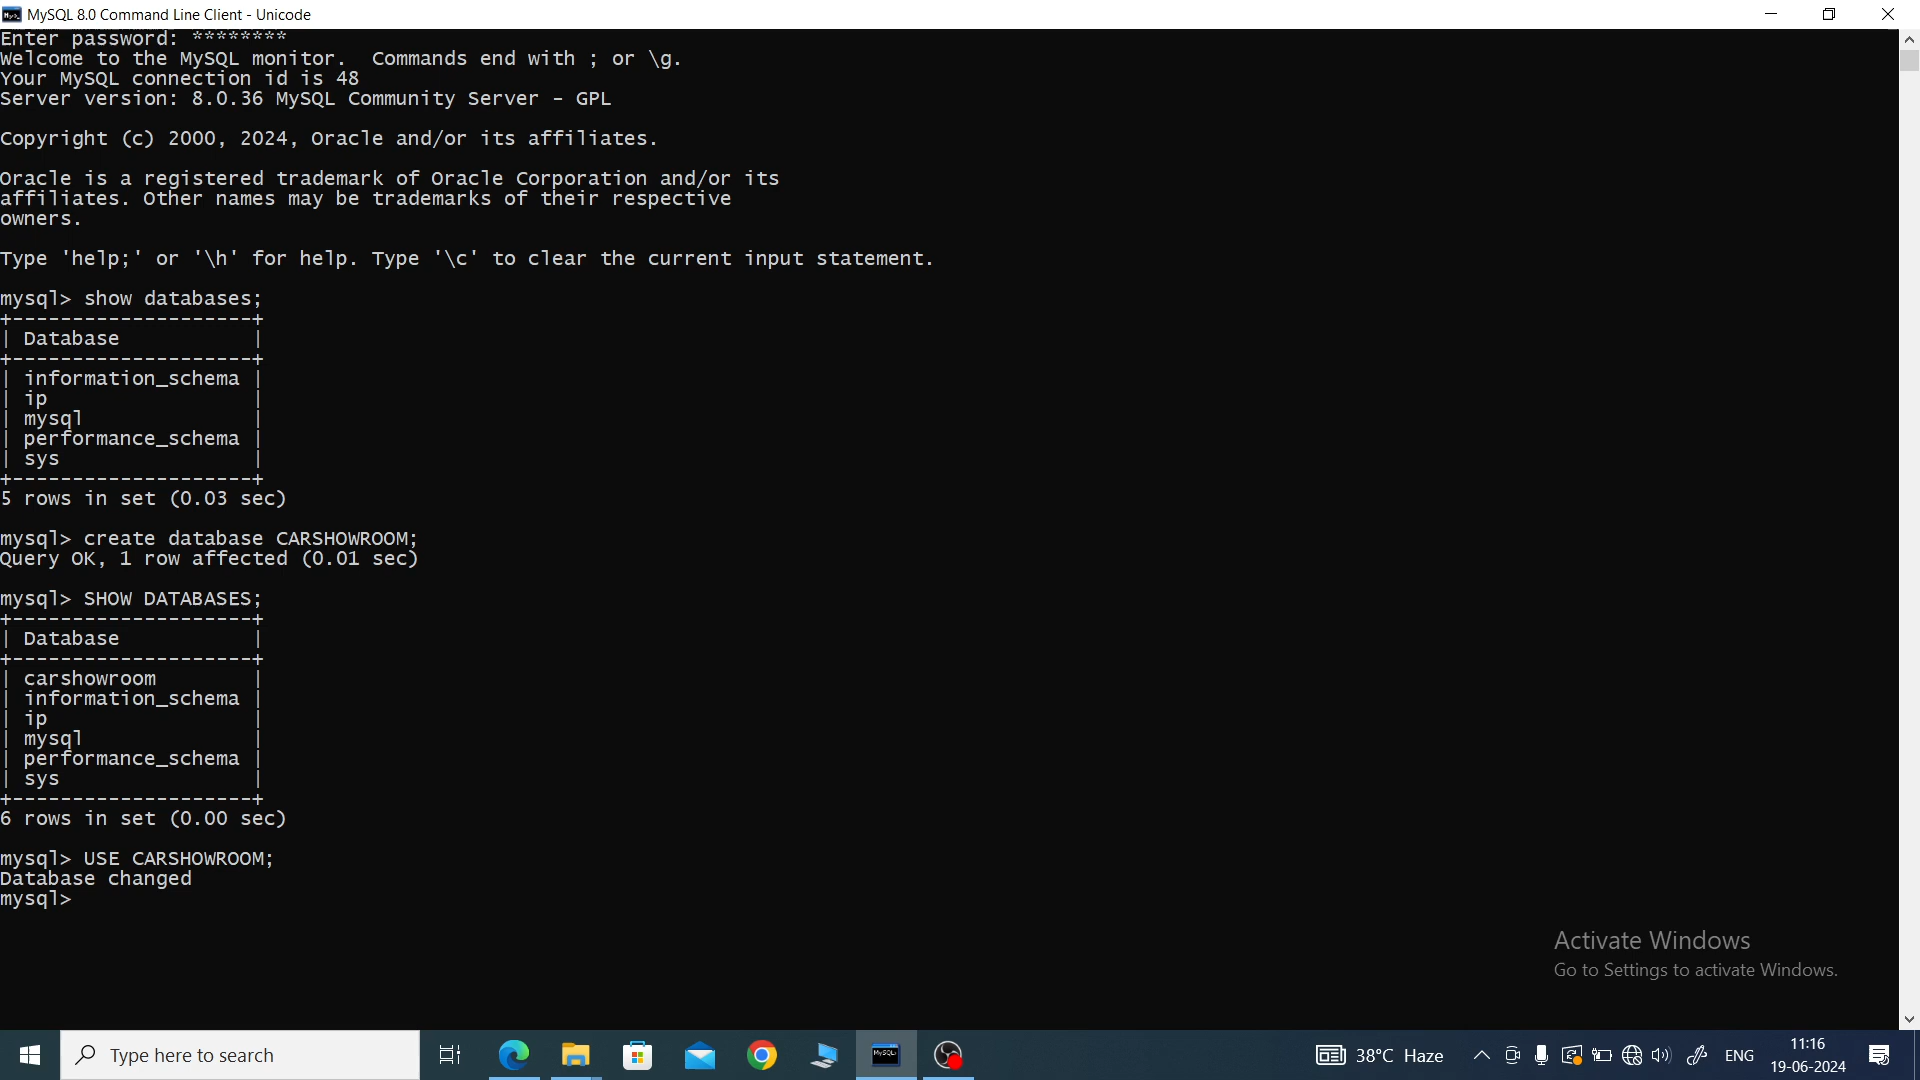 MySQL 8.0 Command Line Client - Unicode
Enter password: ********
Welcome to the MySQL monitor.  Commands end with ; or \g.
Your MySQL connection id is 48
Server version: 8.0.36 MySQL Community Server - GPL
Copyright (c) 2000, 2024, Oracle and/or its affiliates.
Oracle is a registered trademark of Oracle Corporation and/or its
affiliates. Other names may be trademarks of their respective
owners.
Type 'help;' or '\h' for help. Type '\c' to clear the current input statement.
mysql> show databases;
+--------------------+
| Database           |
+--------------------+
| information_schema |
| ip                 |
| mysql              |
| performance_schema |
| sys                |
+--------------------+
5 rows in set (0.03 sec)
mysql> create database CARSHOWROOM;
Query OK, 1 row affected (0.01 sec)
mysql> SHOW DATABASES;
+--------------------+
| Database           |
+--------------------+
| carshowroom        |
| information_schema |
| ip                 |
| mysql              |
| performance_schema |
| sys                |
+--------------------+
6 rows in set (0.00 sec)
mysql> USE CARSHOWROOM;
Database changed
mysql>
Activate Windows
Go to Settings to activate Windows.
Type here to search
38°C Haze
ENG
11:16
19-06-2024